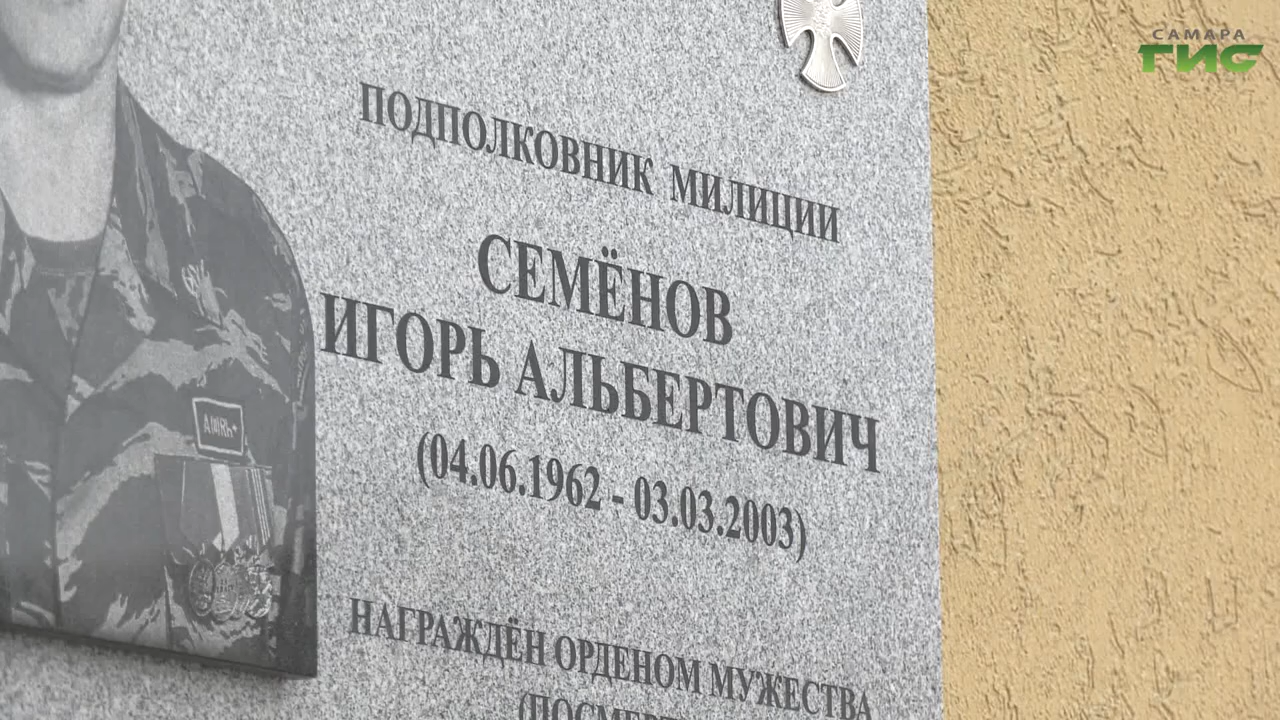 САМАРА
ГИС
ПОДПОЛКОВНИК МИЛИЦИИ
СЕМЁНОВ
ИГОРЬ АЛЬБЕРТОВИЧ
(04.06.1962 - 03.03.2003)
НАГРАЖДЁН ОРДЕНОМ МУЖЕСТВА